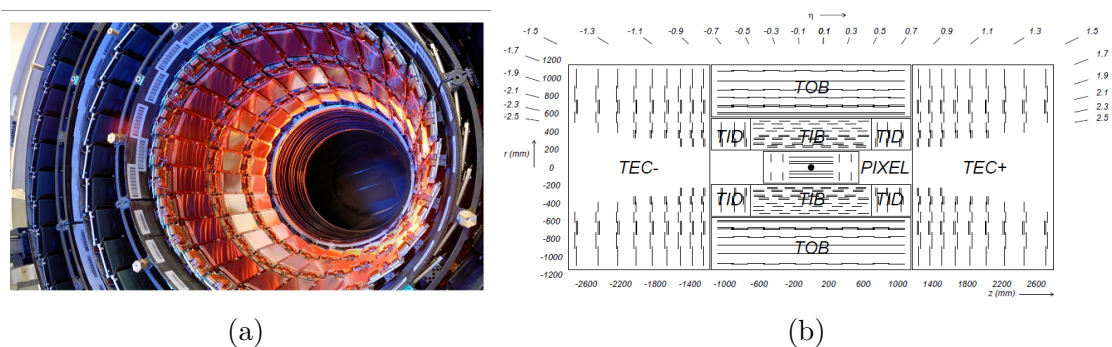 η
-1.5 -1.3 -1.1 -0.9 -0.7 -0.5 -0.3 -0.1 0.1 0.3 0.5 0.7 0.9 1.1 1.3 1.5
-1.7 1.7
-1.9 1.9
-2.1 2.1
-2.3 2.3
-2.5 2.5
1200
1000
800
600
400
200
0
-200
-400
-600
-800
-1000
-1200
r (mm)
TOB
TID TIB TID
TEC- PIXEL TEC+
TID TIB TID
TOB
-2600 -2200 -1800 -1400 -1000 -600 -200 200 600 1000 1400 1800 2200 2600
z (mm)
(a) (b)